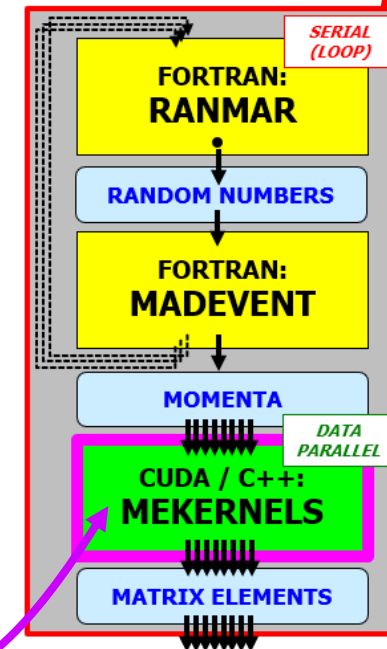 SERIAL
(LOOP)
FORTRAN:
RANMAR
RANDOM NUMBERS
FORTRAN:
MADEVENT
MOMENTA
DATA
PARALLEL
CUDA / C++:
MEKERNELS
MATRIX ELEMENTS